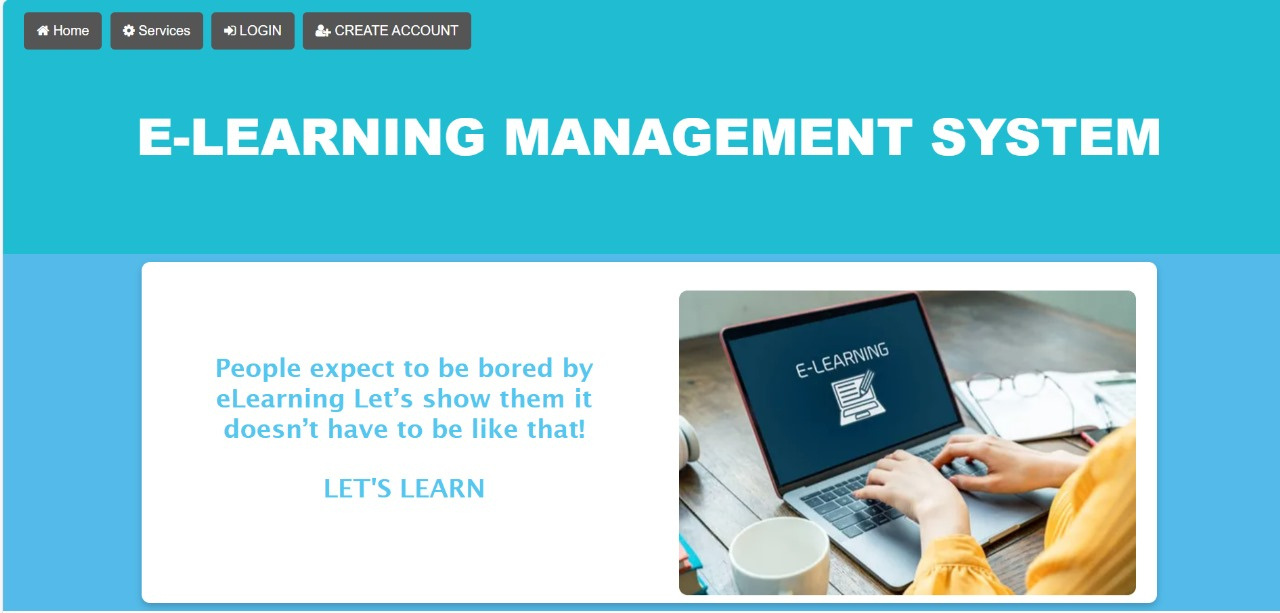 Home Services LOGIN CREATE ACCOUNT
E-LEARNING MANAGEMENT SYSTEM
People expect to be bored by
eLearning Let’s show them it
doesn’t have to be like that!
LET'S LEARN
E-LEARNING